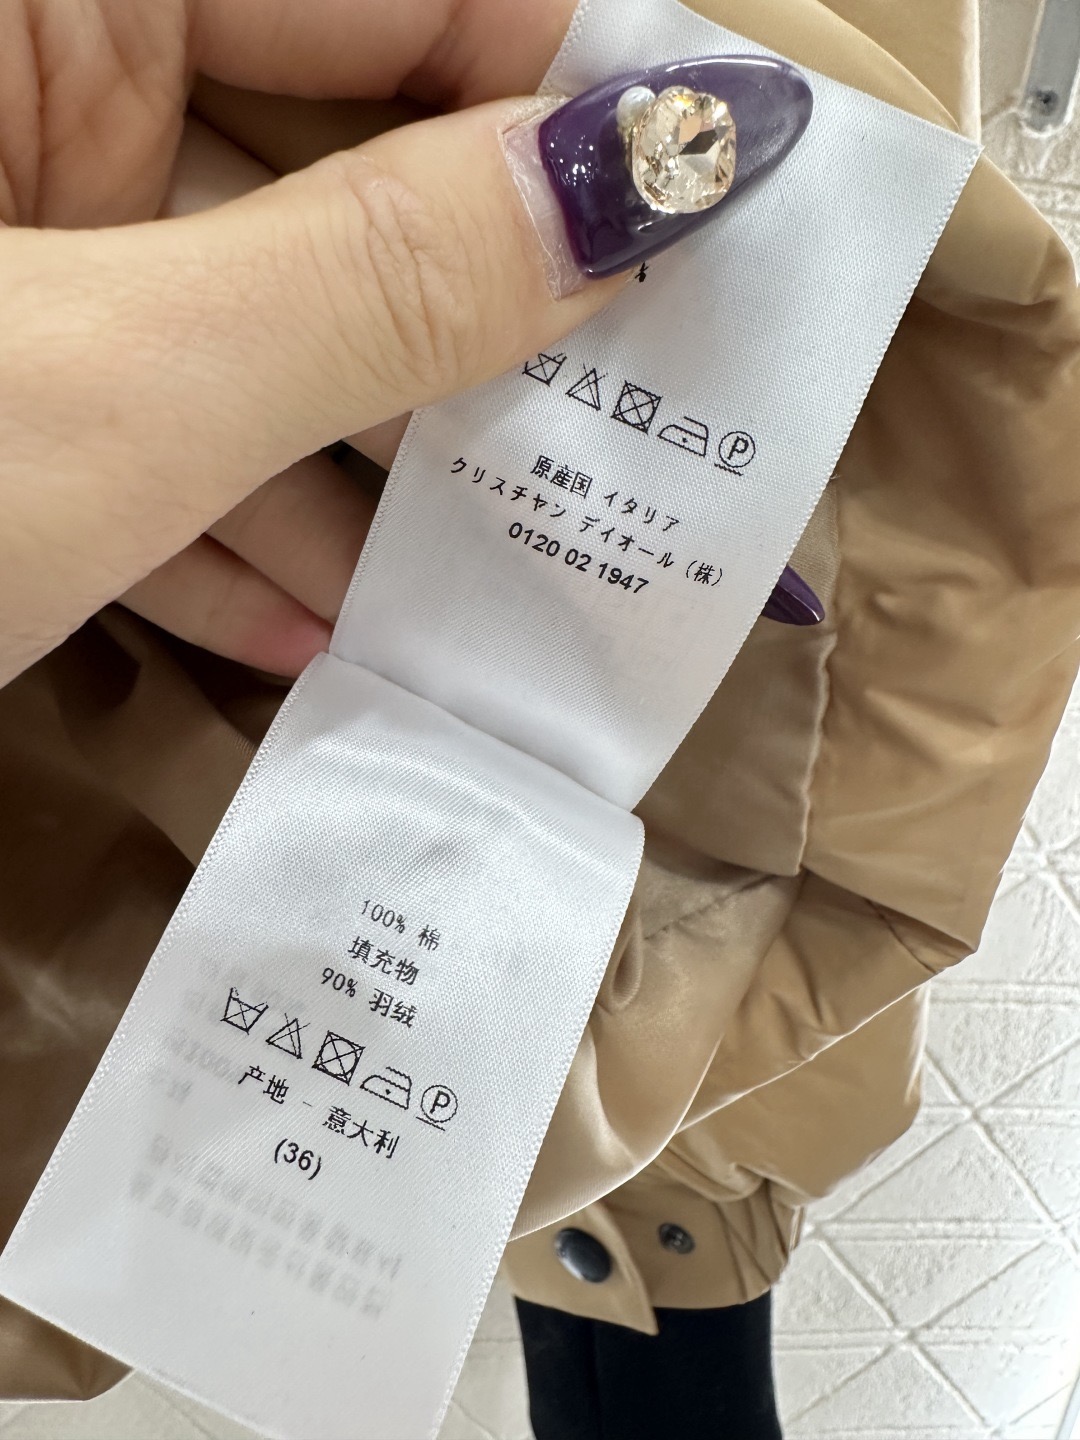 原産国 イタリア
クリスチャン ディオール（株）
0120 02 1947
100% 棉
填充物
90% 羽绒
产地 - 意大利
(36)